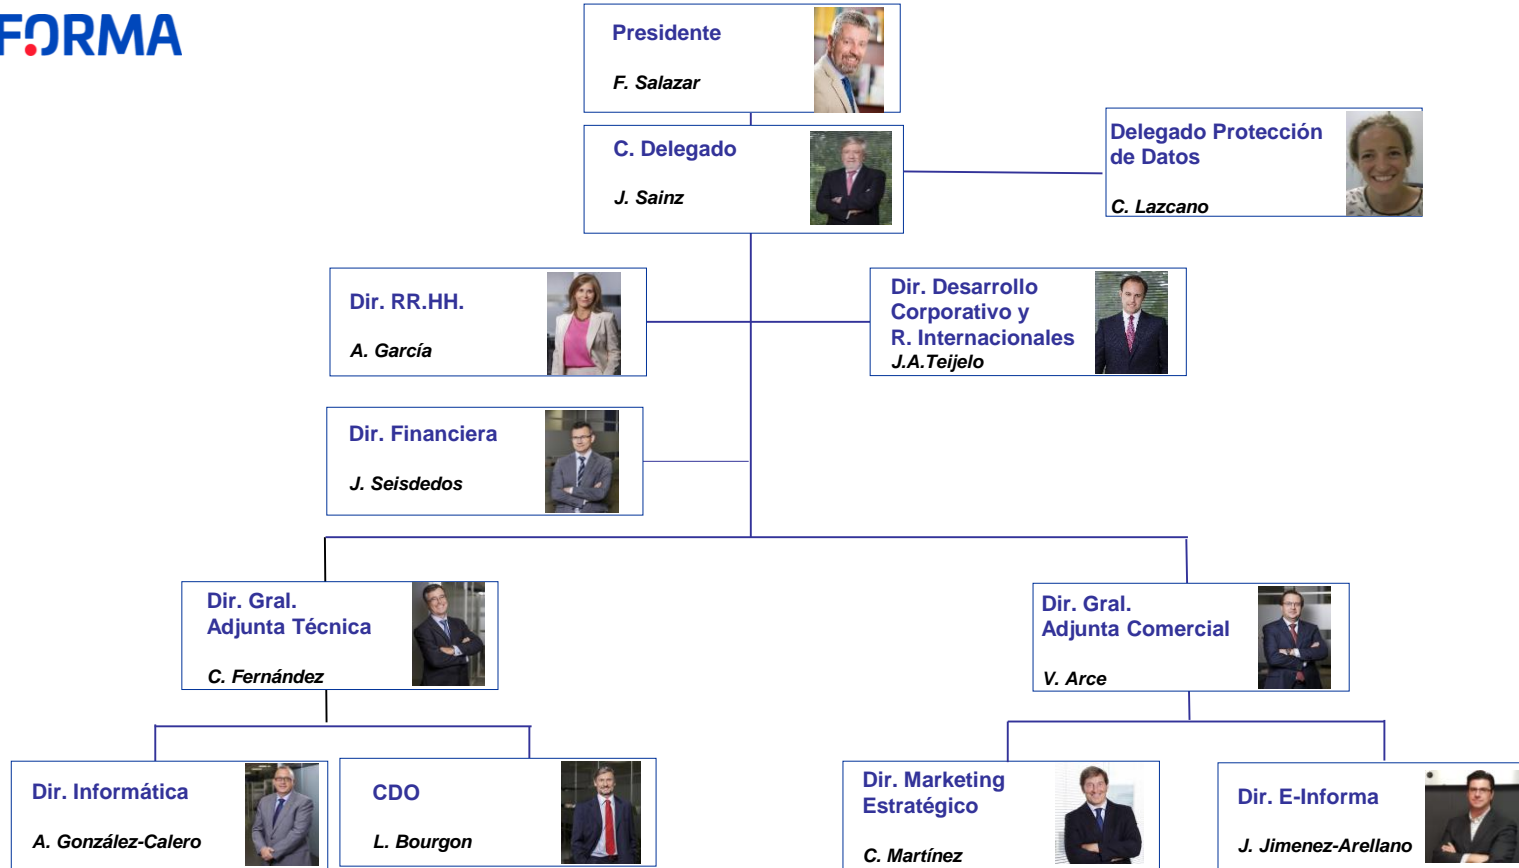 FORMA
Presidente
F. Salazar
C. Delegado
J. Sainz
Delegado Protección
de Datos
C. Lazcano
Dir. RR.HH.
A. García
Dir. Desarrollo
Corporativo y
R. Internacionales
J.A.Teijelo
Dir. Financiera
J. Seisdedos
Dir. Gral.
Adjunta Técnica
C. Fernández
Dir. Gral.
Adjunta Comercial
V. Arce
Dir. Informática
A. González-Calero
CDO
L. Bourgon
Dir. Marketing
Estratégico
C. Martínez
Dir. E-Informa
J. Jimenez-Arellano